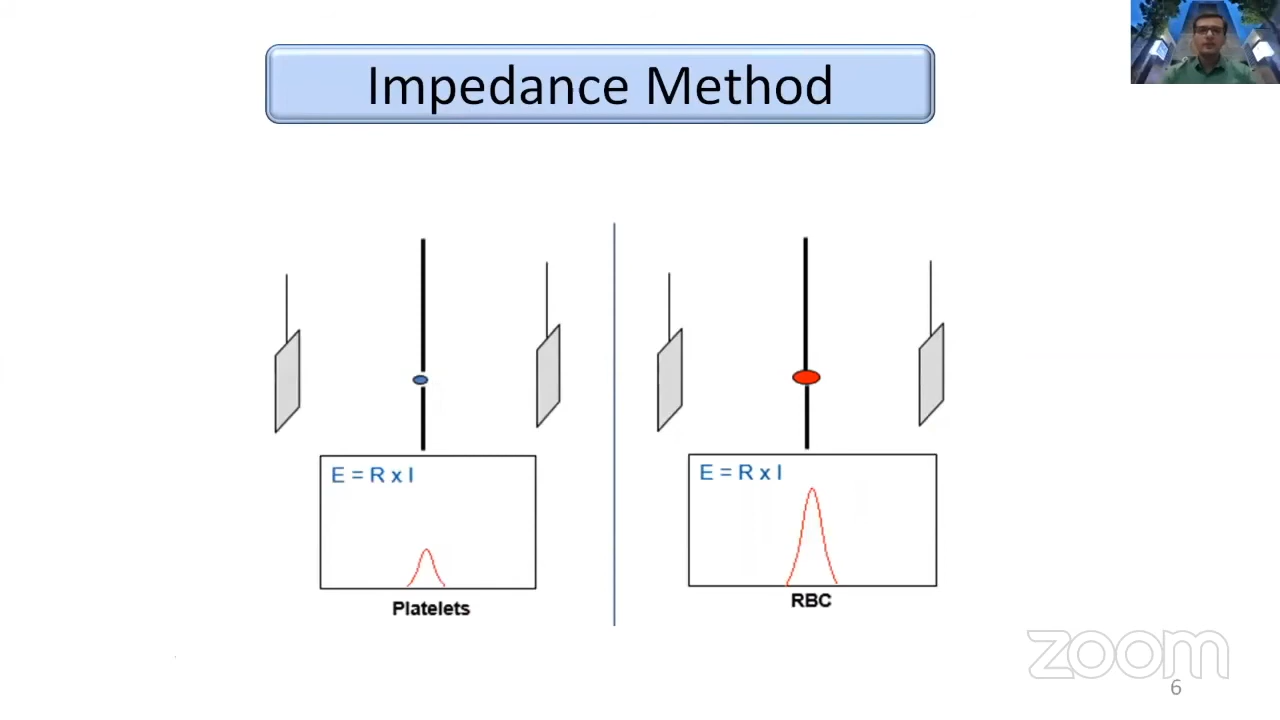 Impedance Method
E = R x I
Platelets
E = R x I
RBC
zoom
6